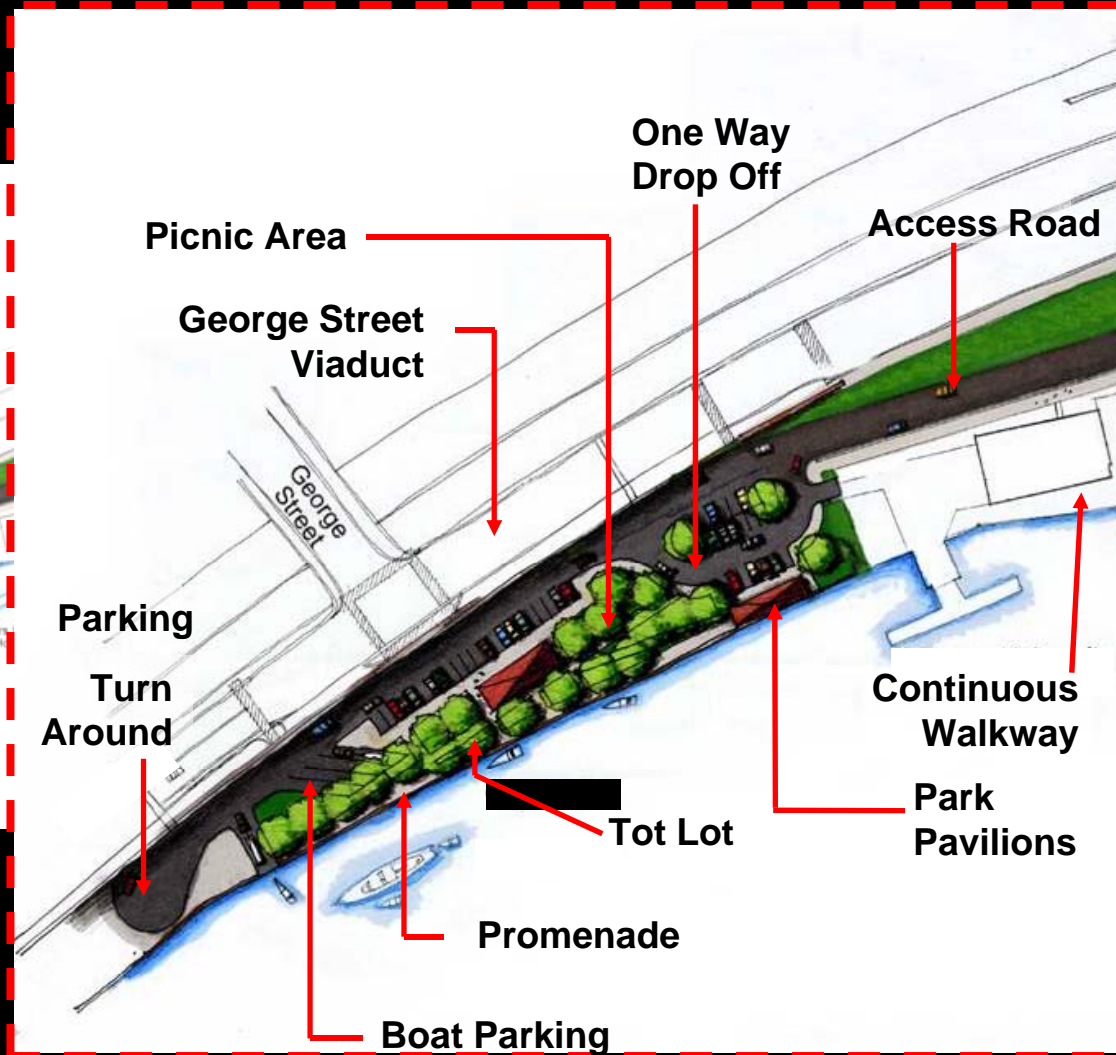 One Way
Drop Off
Access Road
Picnic Area
George Street
Viaduct
George
Street
Parking
Turn
Around
Continuous
Walkway
Park
Pavilions
Tot Lot
Promenade
Boat Parking